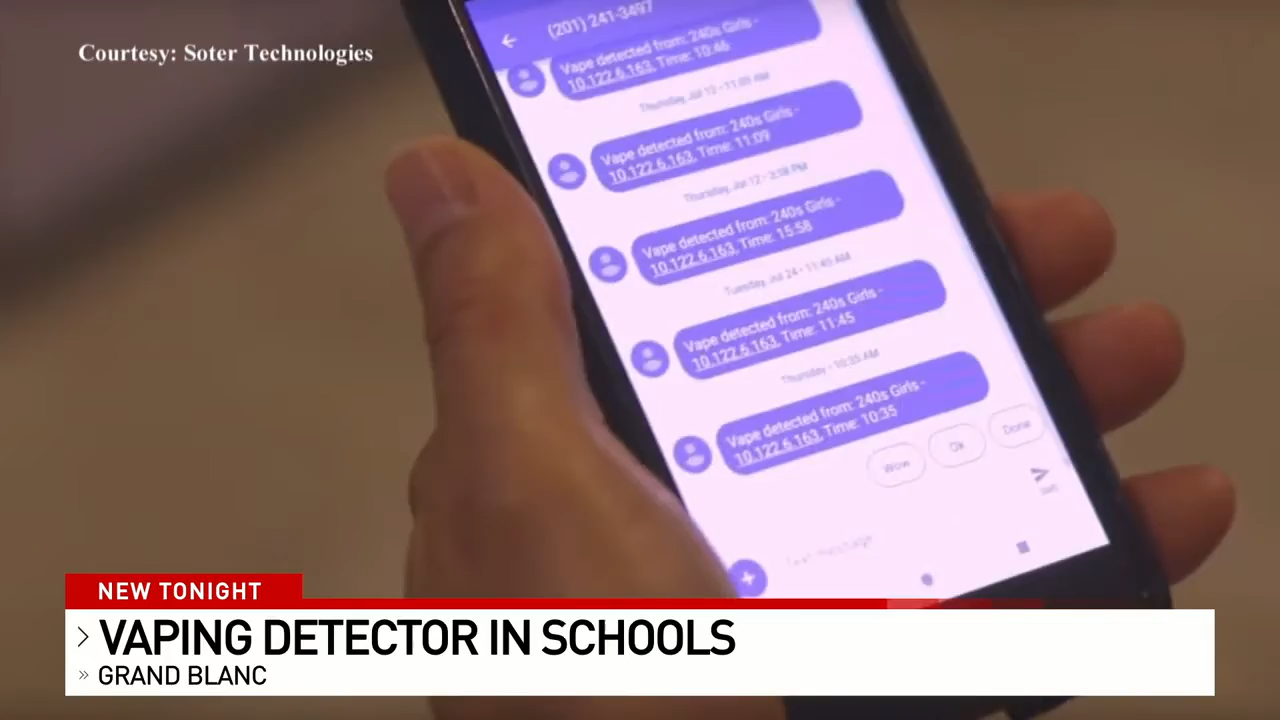 Courtesy: Soter Technologies
(201) 241-3497
Vape detected from: 240s Girls -
10.122.6.163, Time: 10:46
Thursday, Jul 12 • 11:09 AM
Vape detected from: 240s Girls -
10.122.6.163, Time: 11:09
Thursday, Jul 12 • 3:58 PM
Vape detected from: 240s Girls -
10.122.6.163, Time: 15:58
Tuesday, Jul 24 • 11:45 AM
Vape detected from: 240s Girls -
10.122.6.163, Time: 11:45
Thursday • 10:35 AM
Vape detected from: 240s Girls -
10.122.6.163, Time: 10:35
Wow
Ok
Done
SMS
Text message
NEW TONIGHT
VAPING DETECTOR IN SCHOOLS
GRAND BLANC